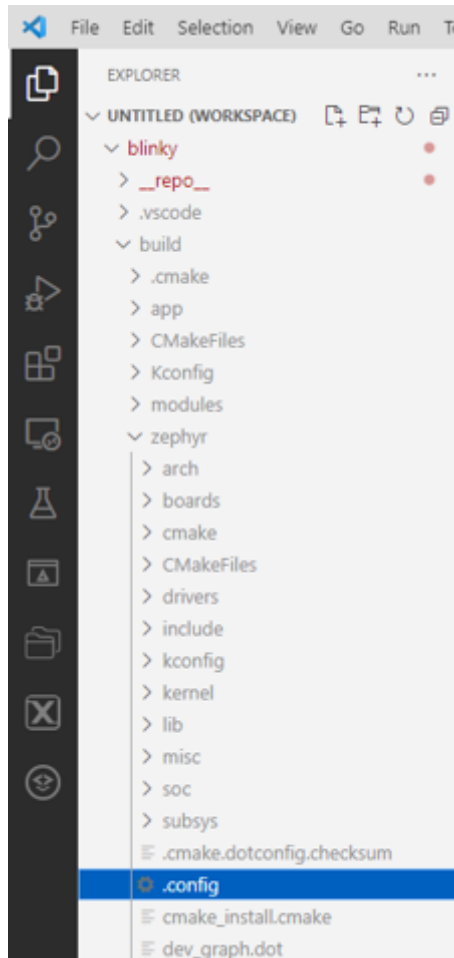 File Edit Selection View Go Run
EXPLORER ...
UNTITLED (WORKSPACE)
blinky
__repo__
.vscode
build
.cmake
app
CMakeFiles
Kconfig
modules
zephyr
arch
boards
cmake
CMakeFiles
drivers
include
kconfig
kernel
lib
misc
soc
subsys
.cmake.dotconfig.checksum
.config
cmake_install.cmake
dev_graph.dot